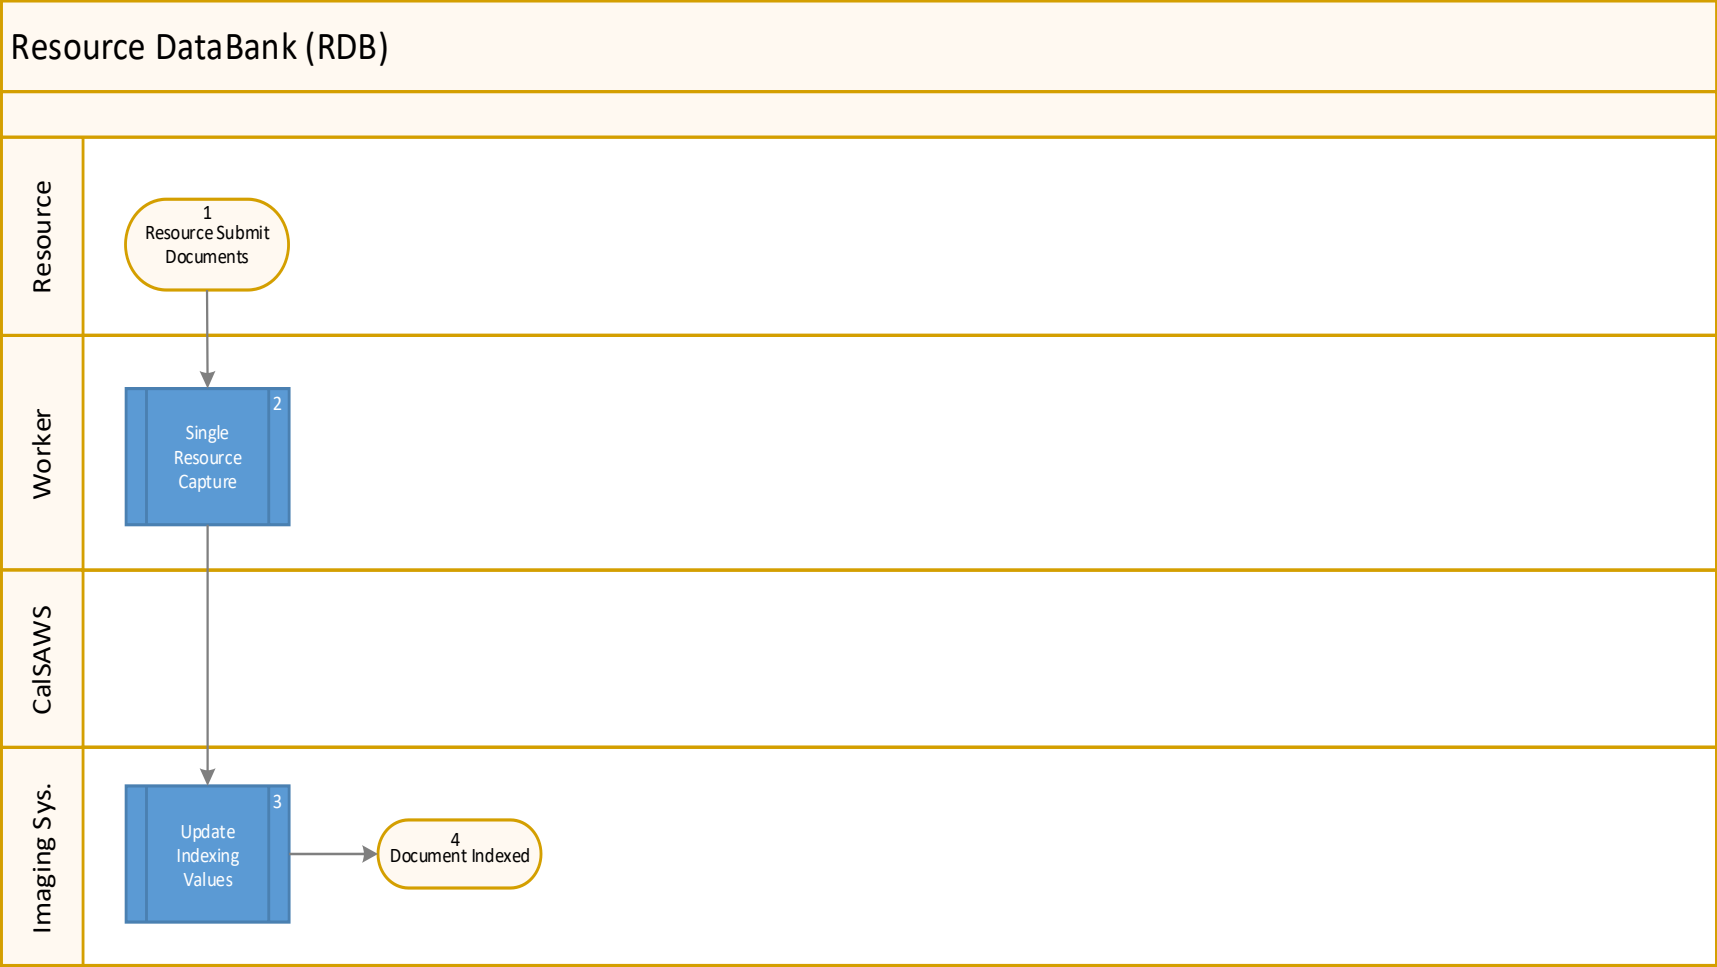 Resource DataBank (RDB)
Resource
1
Resource Submit
Documents
Worker
2
Single
Resource
Capture
CalSAWS
Imaging Sys.
3
Update
Indexing
Values
4
Document Indexed